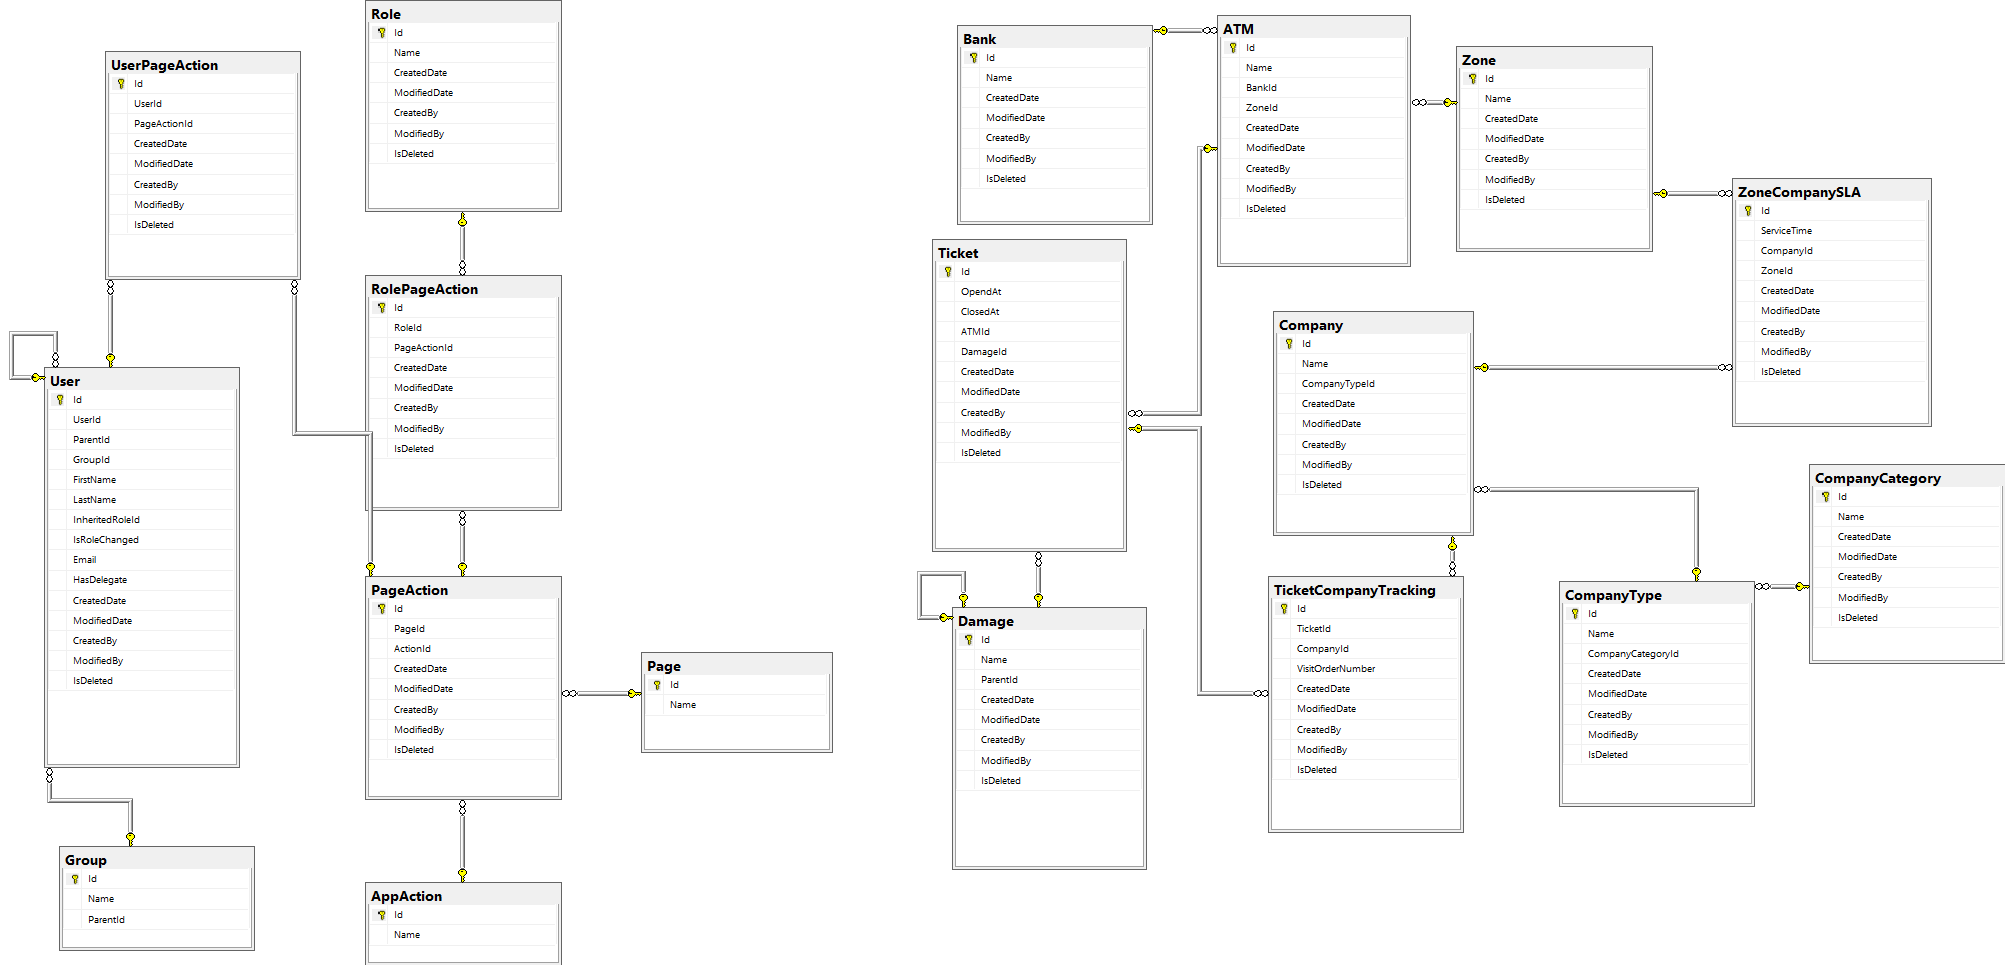 UserPageAction
Id
UserId
PageActionId
CreatedDate
ModifiedDate
CreatedBy
ModifiedBy
IsDeleted
User
Id
UserId
ParentId
GroupId
FirstName
LastName
InheritedRoleId
IsRoleChanged
Email
HasDelegate
CreatedDate
ModifiedDate
CreatedBy
ModifiedBy
IsDeleted
Group
Id
Name
ParentId
Role
Id
Name
CreatedDate
ModifiedDate
CreatedBy
ModifiedBy
IsDeleted
RolePageAction
Id
RoleId
PageActionId
CreatedDate
ModifiedDate
CreatedBy
ModifiedBy
IsDeleted
PageAction
Id
PageId
ActionId
CreatedDate
ModifiedDate
CreatedBy
ModifiedBy
IsDeleted
AppAction
Id
Name
Page
Id
Name
Bank
Id
Name
CreatedDate
ModifiedDate
CreatedBy
ModifiedBy
IsDeleted
Ticket
Id
OpendAt
ClosedAt
ATMId
DamageId
CreatedDate
ModifiedDate
CreatedBy
ModifiedBy
IsDeleted
Damage
Id
Name
ParentId
CreatedDate
ModifiedDate
CreatedBy
ModifiedBy
IsDeleted
ATM
Id
Name
BankId
ZoneId
CreatedDate
ModifiedDate
CreatedBy
ModifiedBy
IsDeleted
Company
Id
Name
CompanyTypeId
CreatedDate
ModifiedDate
CreatedBy
ModifiedBy
IsDeleted
TicketCompanyTracking
Id
TicketId
CompanyId
VisitOrderNumber
CreatedDate
ModifiedDate
CreatedBy
ModifiedBy
IsDeleted
Zone
Id
Name
CreatedDate
ModifiedDate
CreatedBy
ModifiedBy
IsDeleted
ZoneCompanySLA
Id
ServiceTime
CompanyId
ZoneId
CreatedDate
ModifiedDate
CreatedBy
ModifiedBy
IsDeleted
CompanyType
Id
Name
CompanyCategoryId
CreatedDate
ModifiedDate
CreatedBy
ModifiedBy
IsDeleted
CompanyCategory
Id
Name
CreatedDate
ModifiedDate
CreatedBy
ModifiedBy
IsDeleted